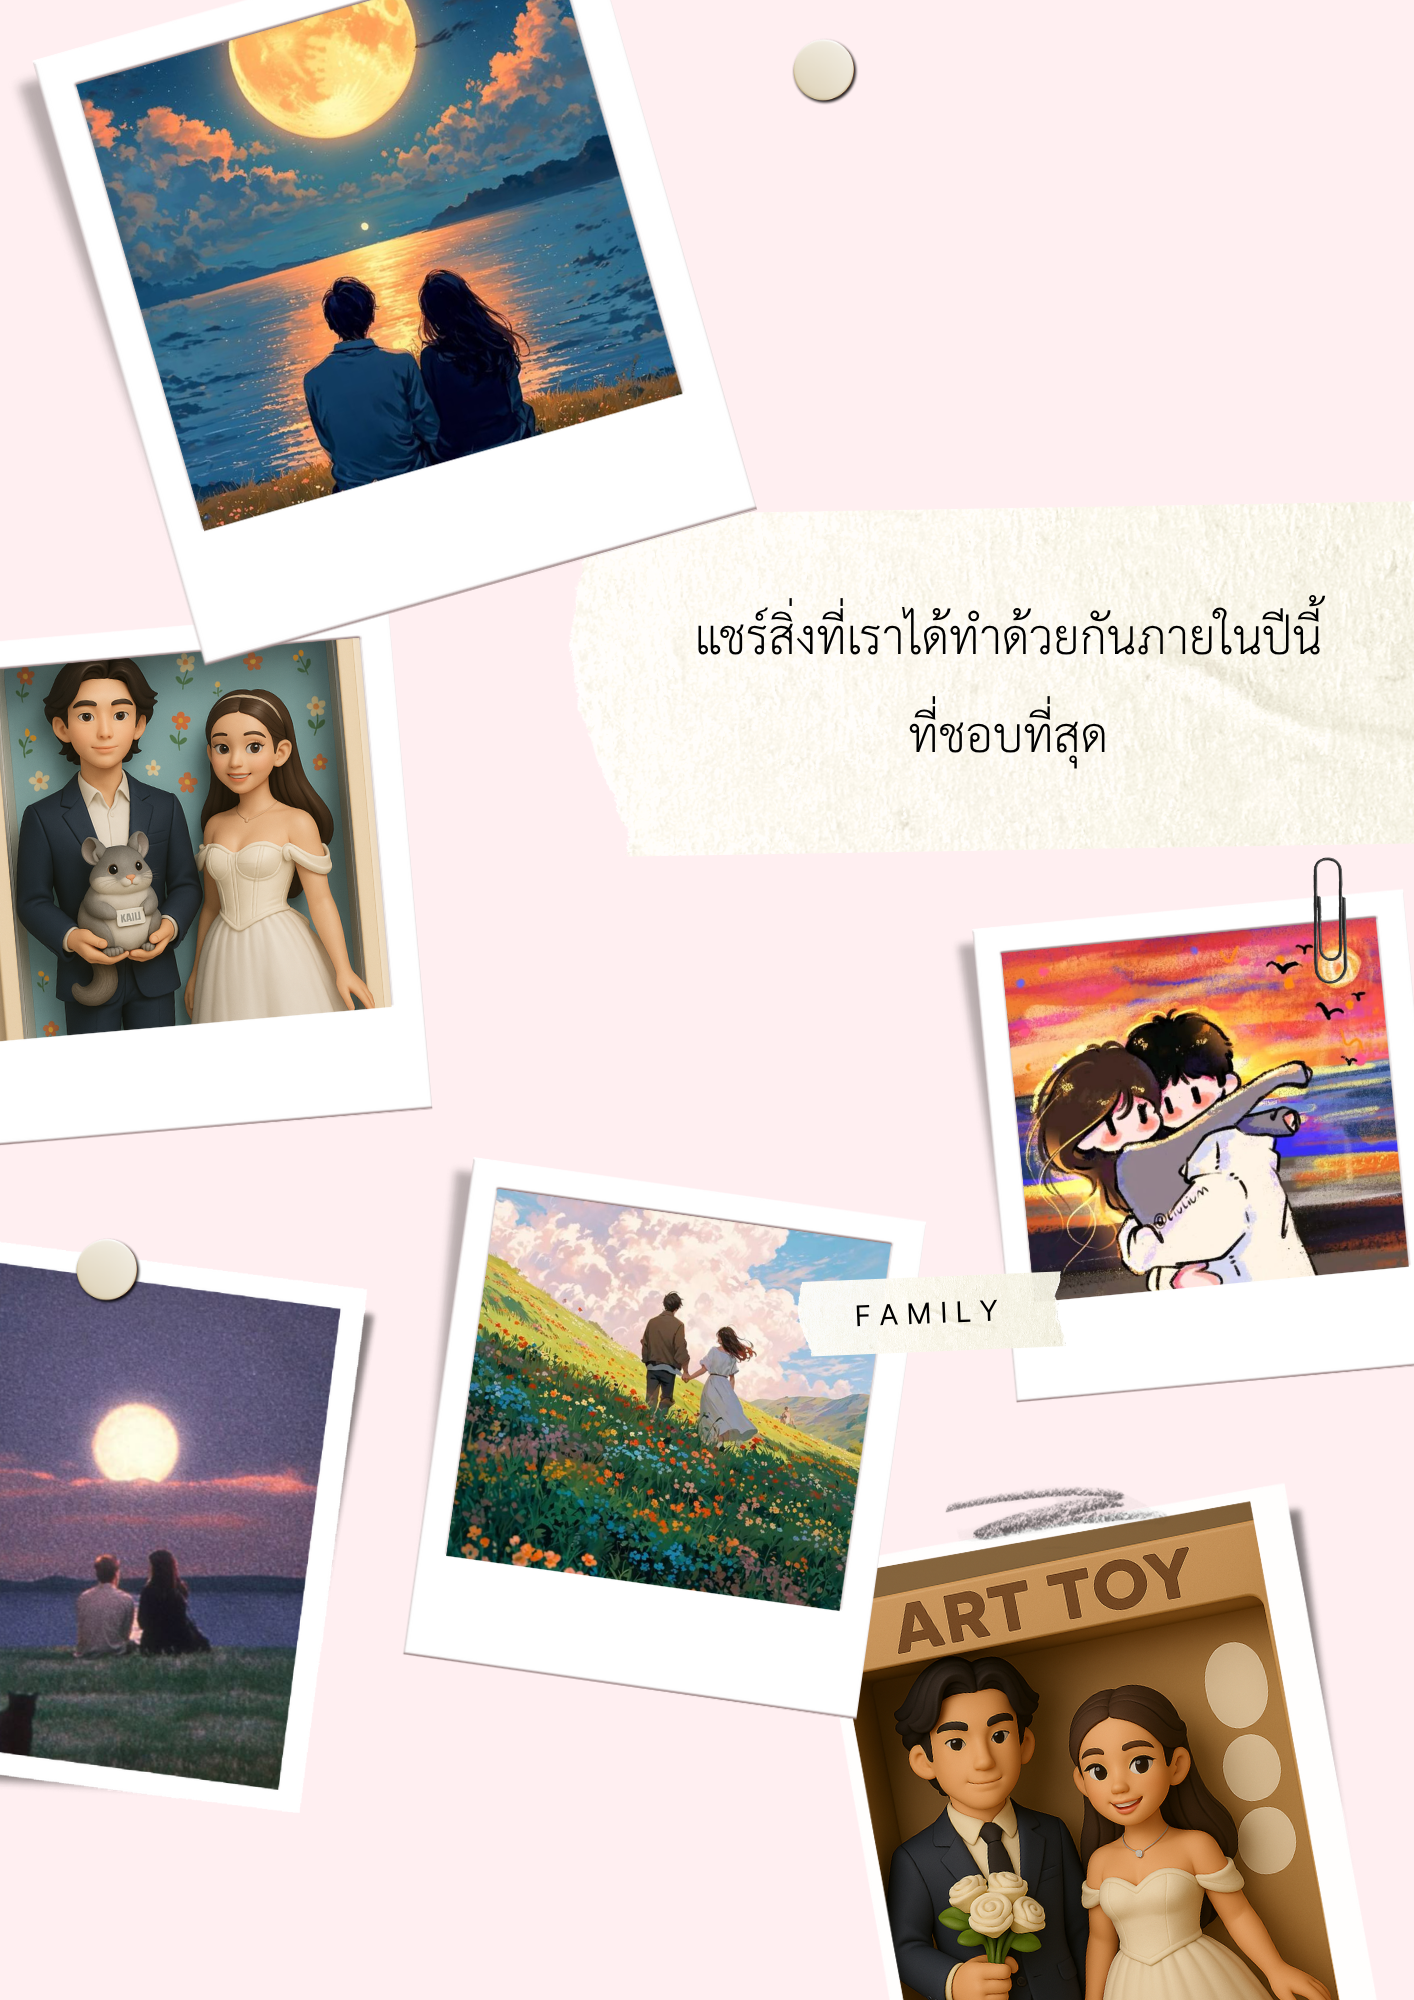 แชร์สิ่งที่เราได้ทำด้วยกันภายในปีนี้
ที่ชอบที่สุด
KAILI
@LIULIUM
FAMILY
ART TOY